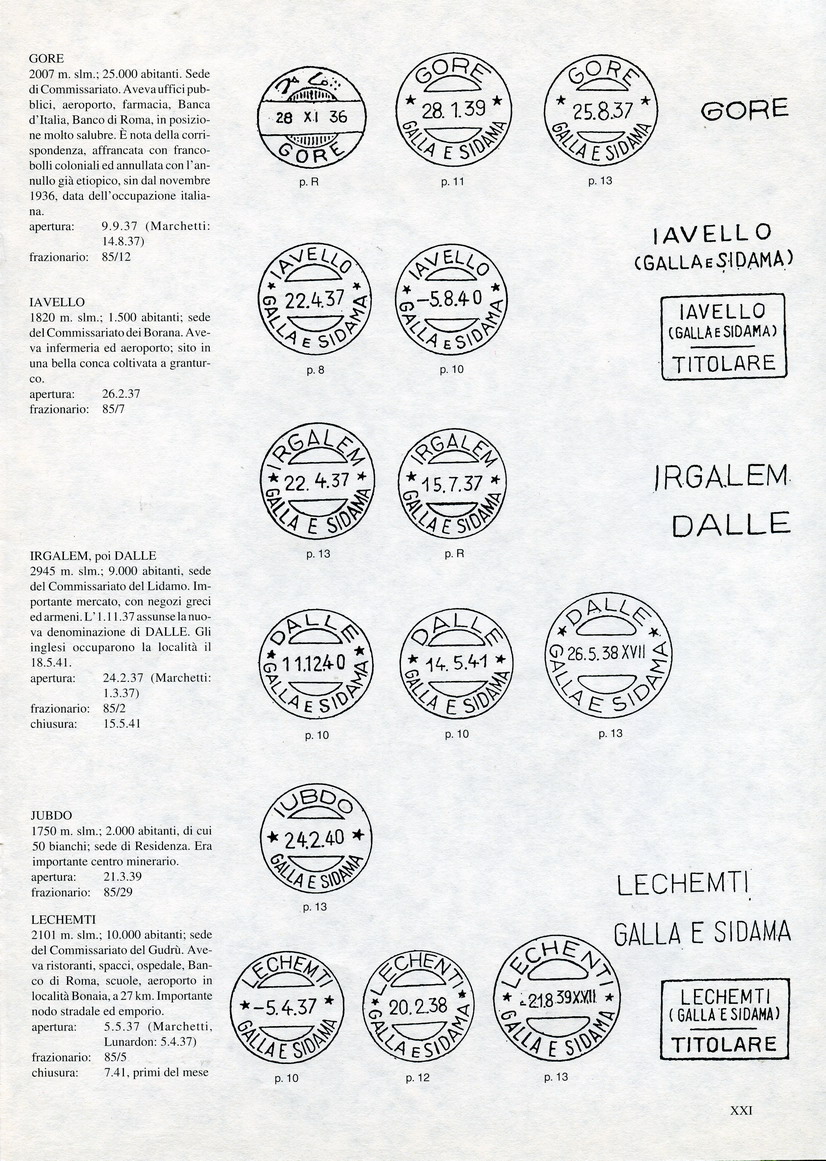 GORE
2007 m. slm.; 25.000 abitanti. Sede
di Commissariato. Aveva uffici pub-
blici, aeroporto, farmacia, Banca
d'Italia, Banco di Roma, in posizio-
ne molto salubre. È nota della corri-
spondenza, affrancata con franco-
bolli coloniali ed annullata con l'an-
nullo già etiopico, sin dal novembre
1936, data dell'occupazione italia-
na.
apertura: 9.9.37 (Marchetti:
14.8.37)
frazionario: 85/12
28 XI 36
GORE
p. R
GORE
* 28.1.39 *
GALLA E SIDAMA
p. 11
GORE
* 25.8.37 *
GALLA E SIDAMA
p. 13
GORE
IAVELLO
1820 m. slm.; 1.500 abitanti; sede
del Commissariato dei Borana. Ave-
va infermeria ed aeroporto; sito in
una bella conca coltivata a grantur-
co.
apertura: 26.2.37
frazionario: 85/7
IAVELLO
* 22.4.37 *
GALLA E SIDAMA
p. 8
IAVELLO
* -5.8.40 *
GALLA E SIDAMA
p. 10
IAVELLO
(GALLA E SIDAMA)
IAVELLO
(GALLA E SIDAMA)
TITOLARE
IRGALEM
* 22.4.37 *
GALLA E SIDAMA
p. 13
IRGALEM
* 15.7.37 *
GALLA E SIDAMA
p. R
IRGALEM
DALLE
IRGALEM, poi DALLE
2945 m. slm.; 9.000 abitanti, sede
del Commissariato del Lidamo. Im-
portante mercato, con negozi greci
ed armeni. L'1.11.37 assunse la nuo-
va denominazione di DALLE. Gli
inglesi occuparono la località il
18.5.41.
apertura: 24.2.37 (Marchetti:
1.3.37)
frazionario: 85/2
chiusura: 15.5.41
DALLE
* 11.12.40 *
GALLA E SIDAMA
p. 10
DALLE
* 14.5.41 *
GALLA E SIDAMA
p. 10
DALLE
26.5.38 XVII
GALLA E SIDAMA
p. 13
JUBDO
1750 m. slm.; 2.000 abitanti, di cui
50 bianchi; sede di Residenza. Era
importante centro minerario.
apertura: 21.3.39
frazionario: 85/29
IUBDO
* 24.2.40 *
GALLA E SIDAMA
p. 13
LECHEMTI
GALLA E SIDAMA
LECHEMTI
2101 m. slm.; 10.000 abitanti; sede
del Commissariato del Gudrù. Ave-
va ristoranti, spacci, ospedale, Ban-
co di Roma, scuole, aeroporto in
località Bonaia, a 27 km. Importante
nodo stradale ed emporio.
apertura: 5.5.37 (Marchetti,
Lunardon: 5.4.37)
frazionario: 85/5
chiusura: 7.41, primi del mese
LECHEMTI
* -5.4.37 *
GALLA E SIDAMA
p. 10
LECHENTI
* 20.2.38 *
GALLA E SIDAMA
p. 12
LECHENTI
* 21.8.39 XVII *
GALLA E SIDAMA
p. 13
LECHEMTI
(GALLA E SIDAMA)
TITOLARE
XXI